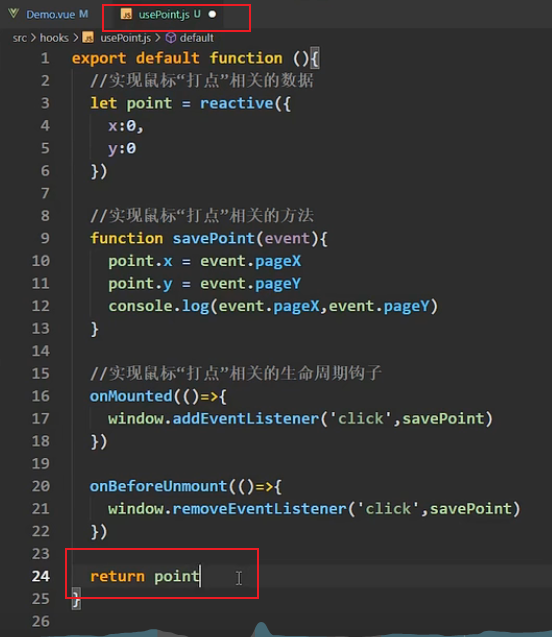 Demo.vue M usePoint.js U
src > hooks > usePoint.js > default
1 export default function (){
2 //实现鼠标“打点”相关的数据
3 let point = reactive({
4 x:0,
5 y:0
6 })
7
8 //实现鼠标“打点”相关的方法
9 function savePoint(event){
10 point.x = event.pageX
11 point.y = event.pageY
12 console.log(event.pageX,event.pageY)
13 }
14
15 //实现鼠标“打点”相关的生命周期钩子
16 onMounted(()=>{
17 window.addEventListener('click',savePoint)
18 })
19
20 onBeforeUnmount(()=>{
21 window.removeEventListener('click',savePoint)
22 })
23
24 return point
25 }
26